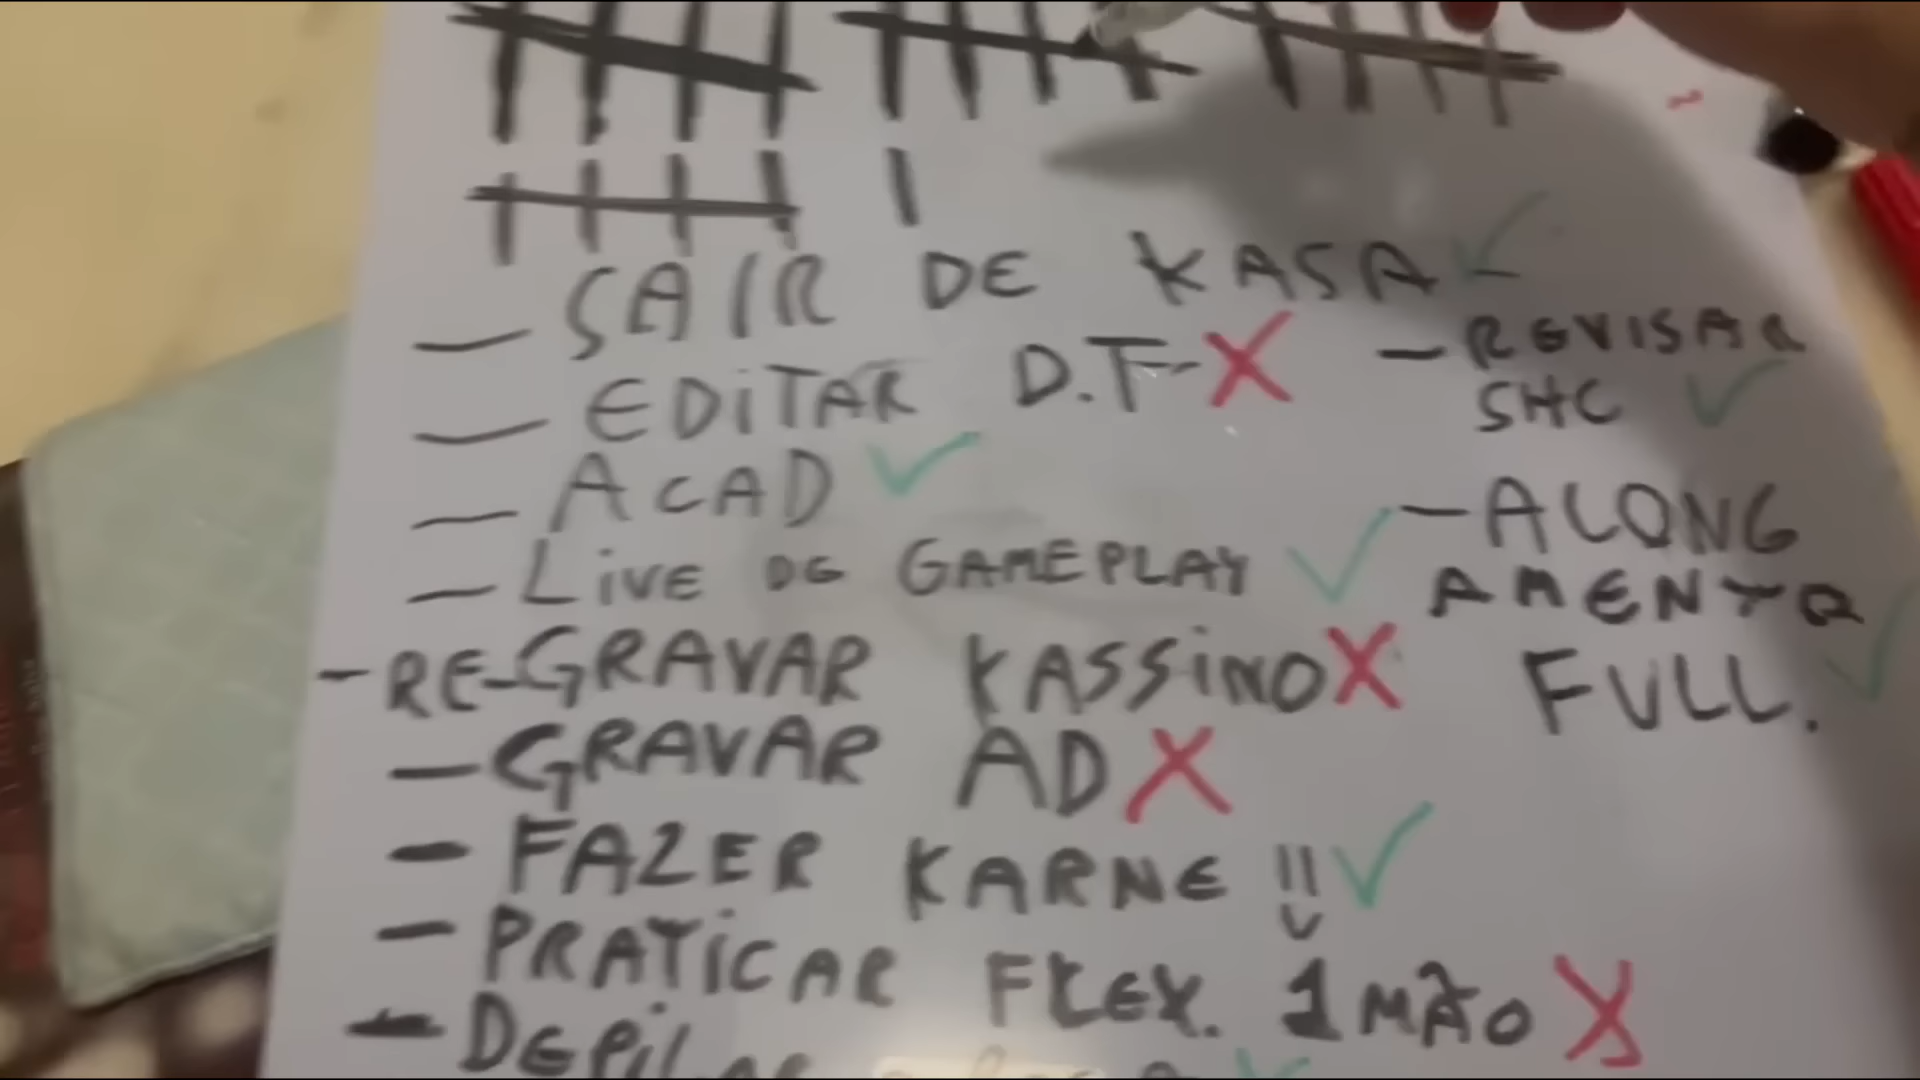 — SAIR DE KASA
— EDITAR D.F
— ACAD
— LIVE DE GAMEPLAY
- RE-GRAVAR KASSINO
— GRAVAR AD
- FAZER KARNE
- PRATICAR FLEX. 1 MÃO
- DEPILAR
— REVISAR
SHC
— ALONG
AMENTO
FULL.